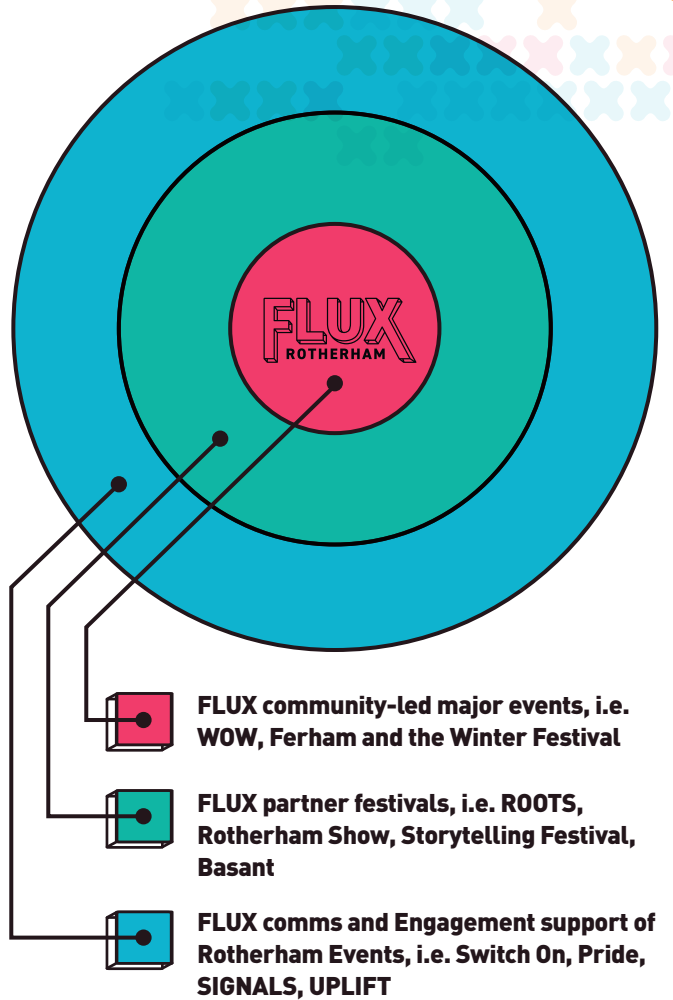 FLUX
ROTHERHAM
FLUX community-led major events, i.e.
WOW, Ferham and the Winter Festival
FLUX partner festivals, i.e. ROOTS,
Rotherham Show, Storytelling Festival,
Basant
FLUX comms and Engagement support of
Rotherham Events, i.e. Switch On, Pride,
SIGNALS, UPLIFT